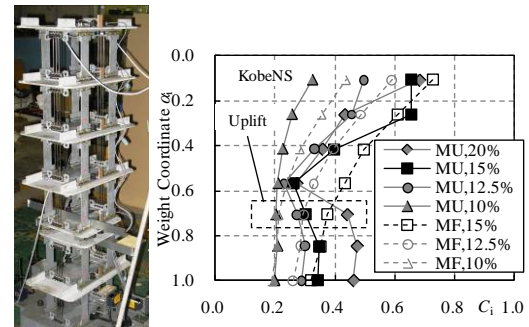 0.0
0.2
0.4
0.6
0.8
1.0
Weight Coordinate αi
KobeNS
Uplift
MU,20%
MU,15%
MU,12.5%
MU,10%
MF,15%
MF,12.5%
MF,10%
0.0 0.2 0.4 0.6 0.8 Ci 1.0